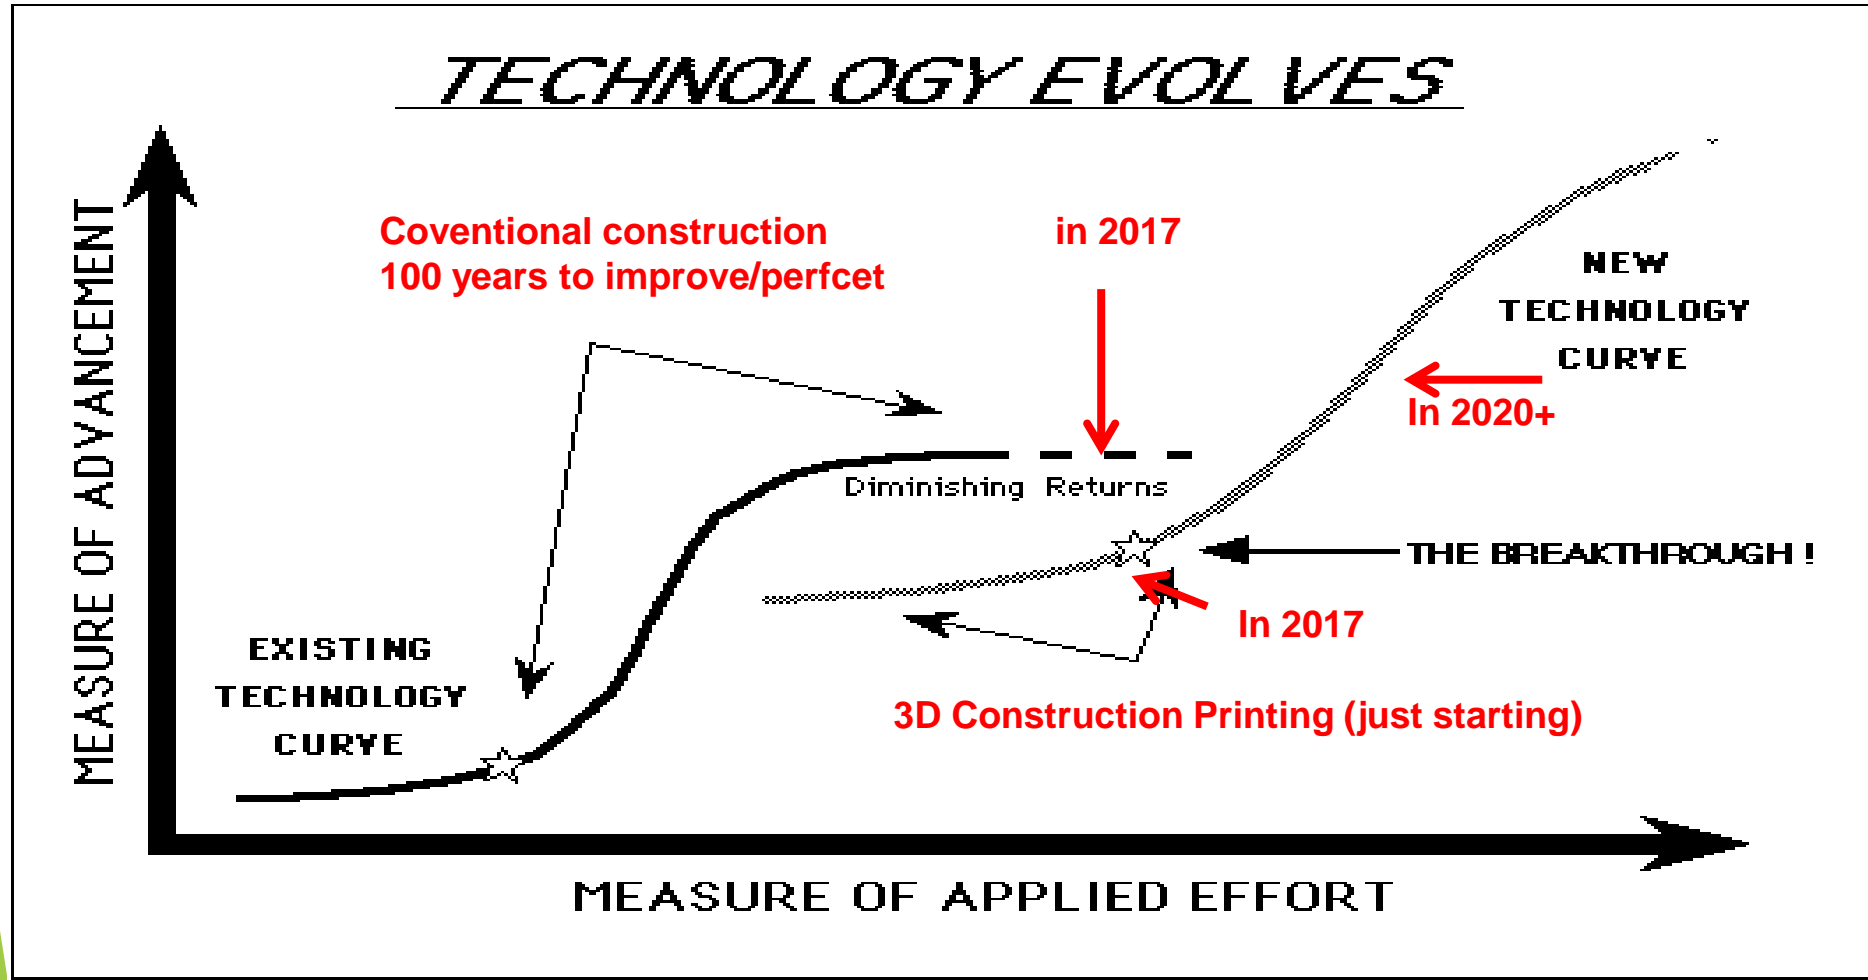 TECHNOLOGY EVOLVES
MEASURE OF ADVANCEMENT
Coventional construction
100 years to improve/perfcet
in 2017
NEW
TECHNOLOGY
CURVE
In 2020+
Diminishing Returns
THE BREAKTHROUGH !
In 2017
EXISTING
TECHNOLOGY
CURVE
3D Construction Printing (just starting)
MEASURE OF APPLIED EFFORT